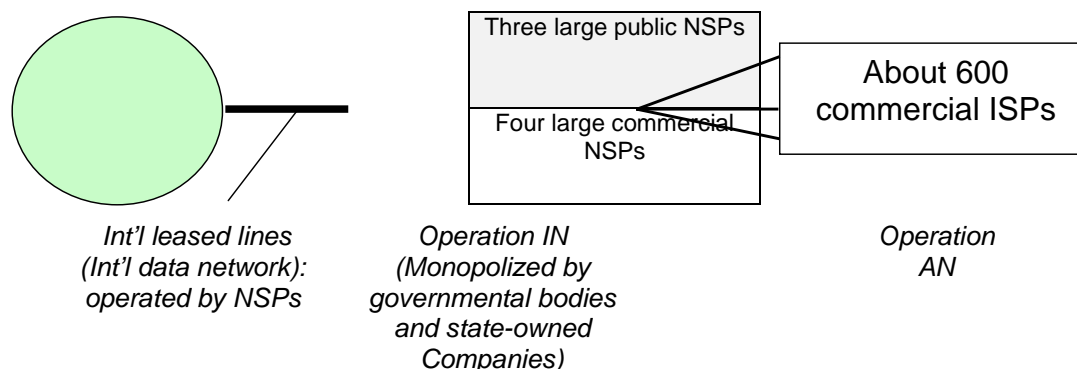 Three large public NSPs
Four large commercial
NSPs
About 600
commercial ISPs
Int'l leased lines
(Int'l data network):
operated by NSPs
Operation IN
(Monopolized by
governmental bodies
and state-owned
Companies)
Operation
AN